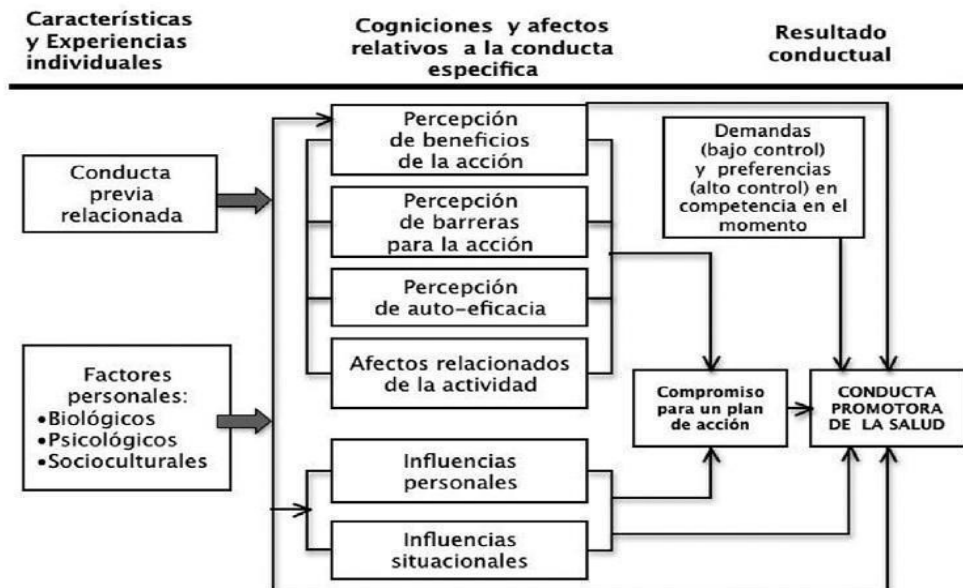 Características
y Experiencias
individuales
Cogniciones y afectos
relativos a la conducta
especifica
Resultado
conductual
Conducta
previa
relacionada
Factores
personales:
•Biológicos
•Psicológicos
•Socioculturales
Percepción
de beneficios
de la acción
Percepción
de barreras
para la acción
Percepción
de auto-eficacia
Afectos relacionados
de la actividad
Influencias
personales
Influencias
situacionales
Demandas
(bajo control)
y preferencias
(alto control) en
competencia en el
momento
Compromiso
para un plan
de acción
CONDUCTA
PROMOTORA
DE LA SALUD